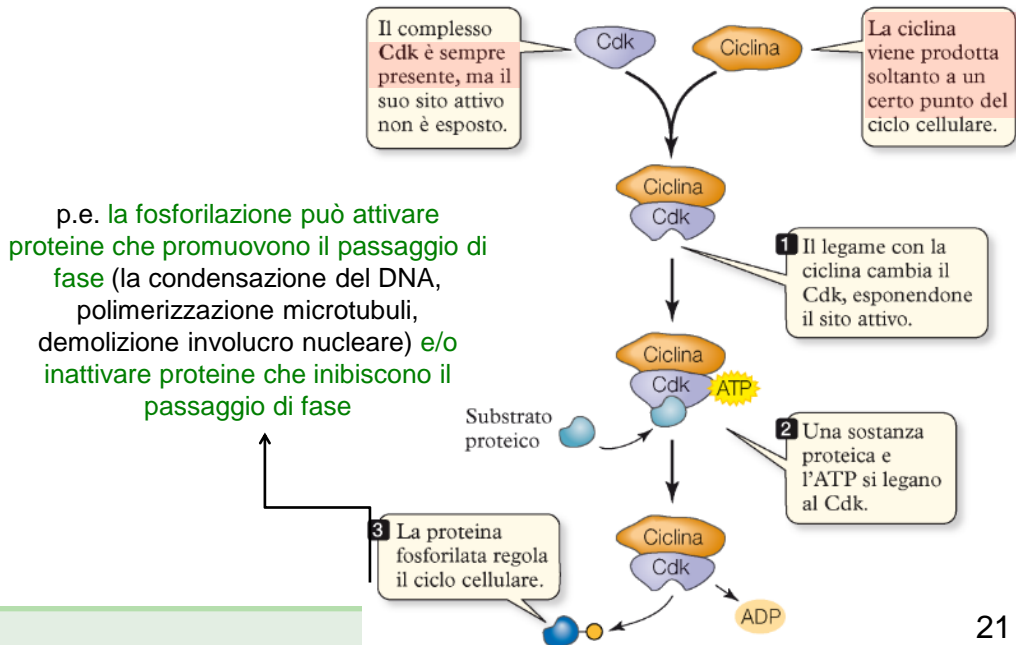 Il complesso
Cdk è sempre
presente, ma il
suo sito attivo
non è esposto.
Cdk
Ciclina
La ciclina
viene prodotta
soltanto a un
certo punto del
ciclo cellulare.
Ciclina
Cdk
p.e. la fosforilazione può attivare
proteine che promuovono il passaggio di
fase (la condensazione del DNA,
polimerizzazione microtubuli,
demolizione involucro nucleare) e/o
inattivare proteine che inibiscono il
passaggio di fase
1 Il legame con la
ciclina cambia il
Cdk, esponendone
il sito attivo.
Ciclina
Cdk
ATP
Substrato
proteico
2 Una sostanza
proteica e
l'ATP si legano
al Cdk.
3 La proteina
fosforilata regola
il ciclo cellulare.
Ciclina
Cdk
ADP
21